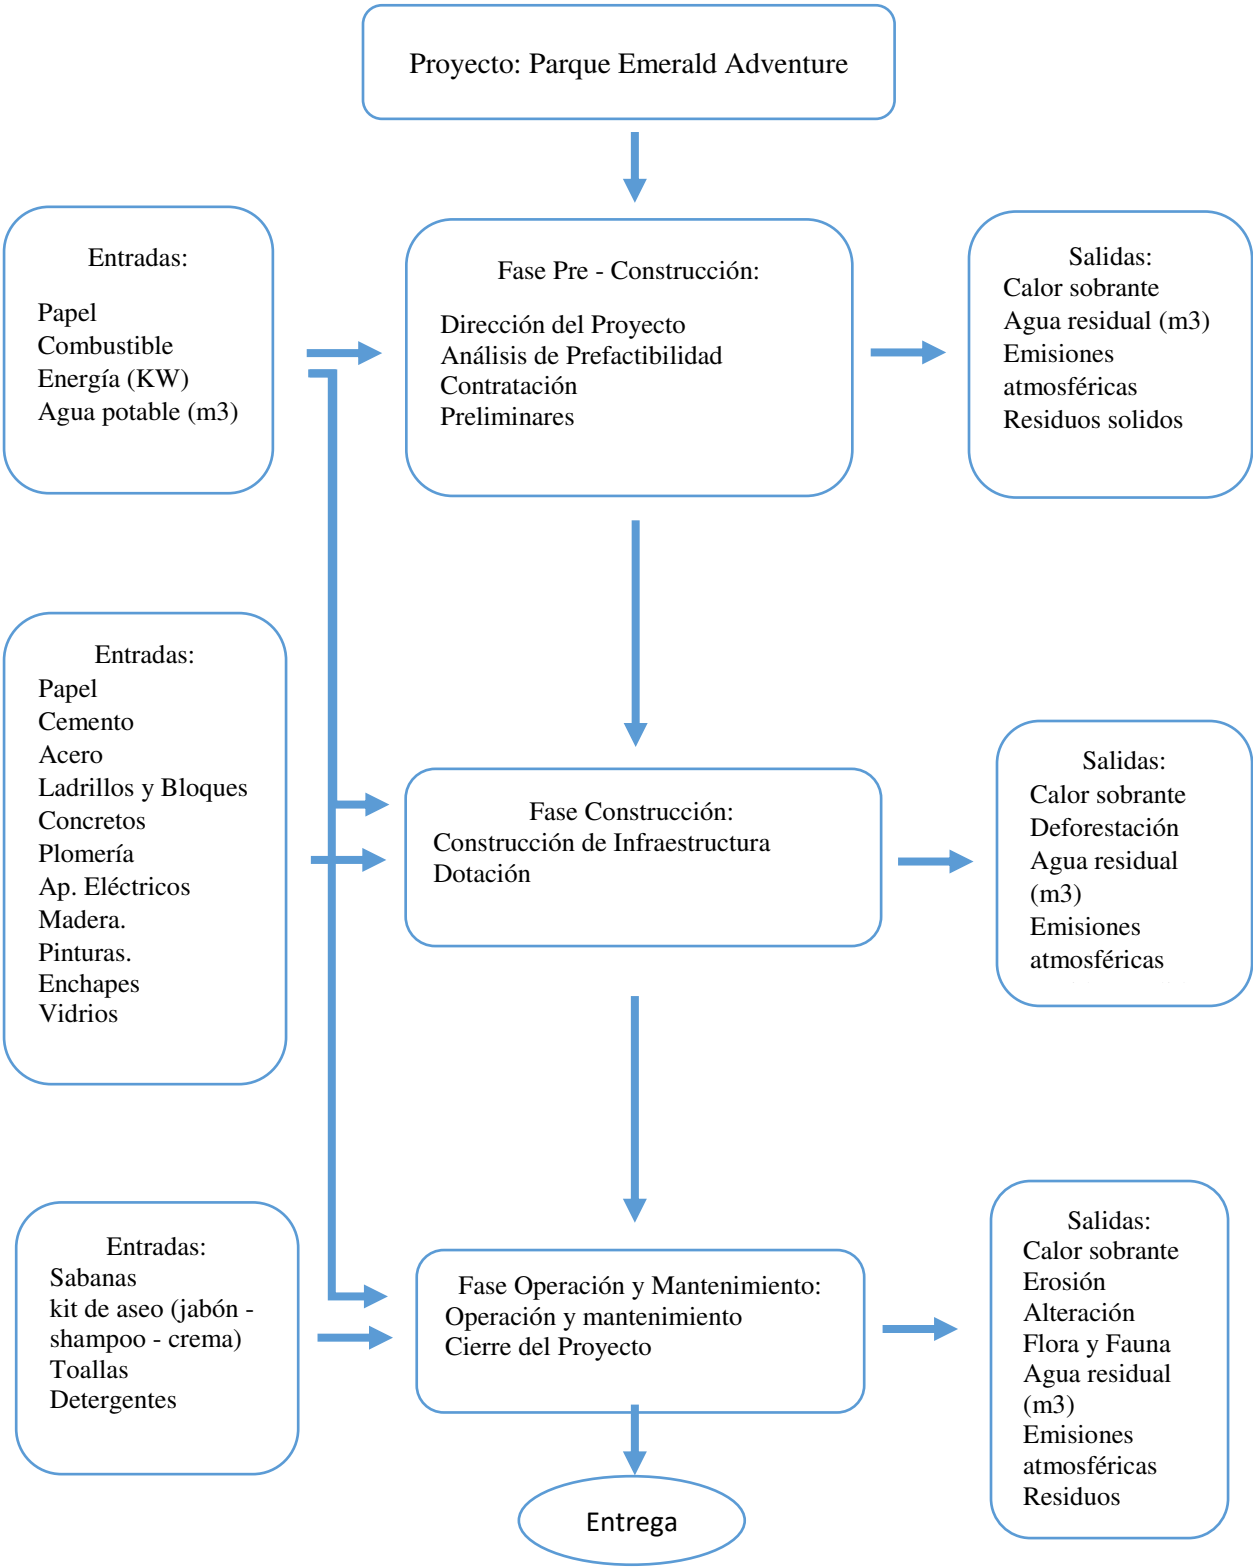 Proyecto: Parque Emerald Adventure
Entradas:
Papel
Combustible
Energía (KW)
Agua potable (m3)
Fase Pre - Construcción:
Dirección del Proyecto
Análisis de Prefactibilidad
Contratación
Preliminares
Salidas:
Calor sobrante
Agua residual (m3)
Emisiones
atmosféricas
Residuos solidos
Entradas:
Papel
Cemento
Acero
Ladrillos y Bloques
Concretos
Plomería
Ap. Eléctricos
Madera.
Pinturas.
Enchapes
Vidrios
Fase Construcción:
Construcción de Infraestructura
Dotación
Salidas:
Calor sobrante
Deforestación
Agua residual
(m3)
Emisiones
atmosféricas
Entradas:
Sabanas
kit de aseo (jabón -
shampoo - crema)
Toallas
Detergentes
Fase Operación y Mantenimiento:
Operación y mantenimiento
Cierre del Proyecto
Salidas:
Calor sobrante
Erosión
Alteración
Flora y Fauna
Agua residual
(m3)
Emisiones
atmosféricas
Residuos
Entrega